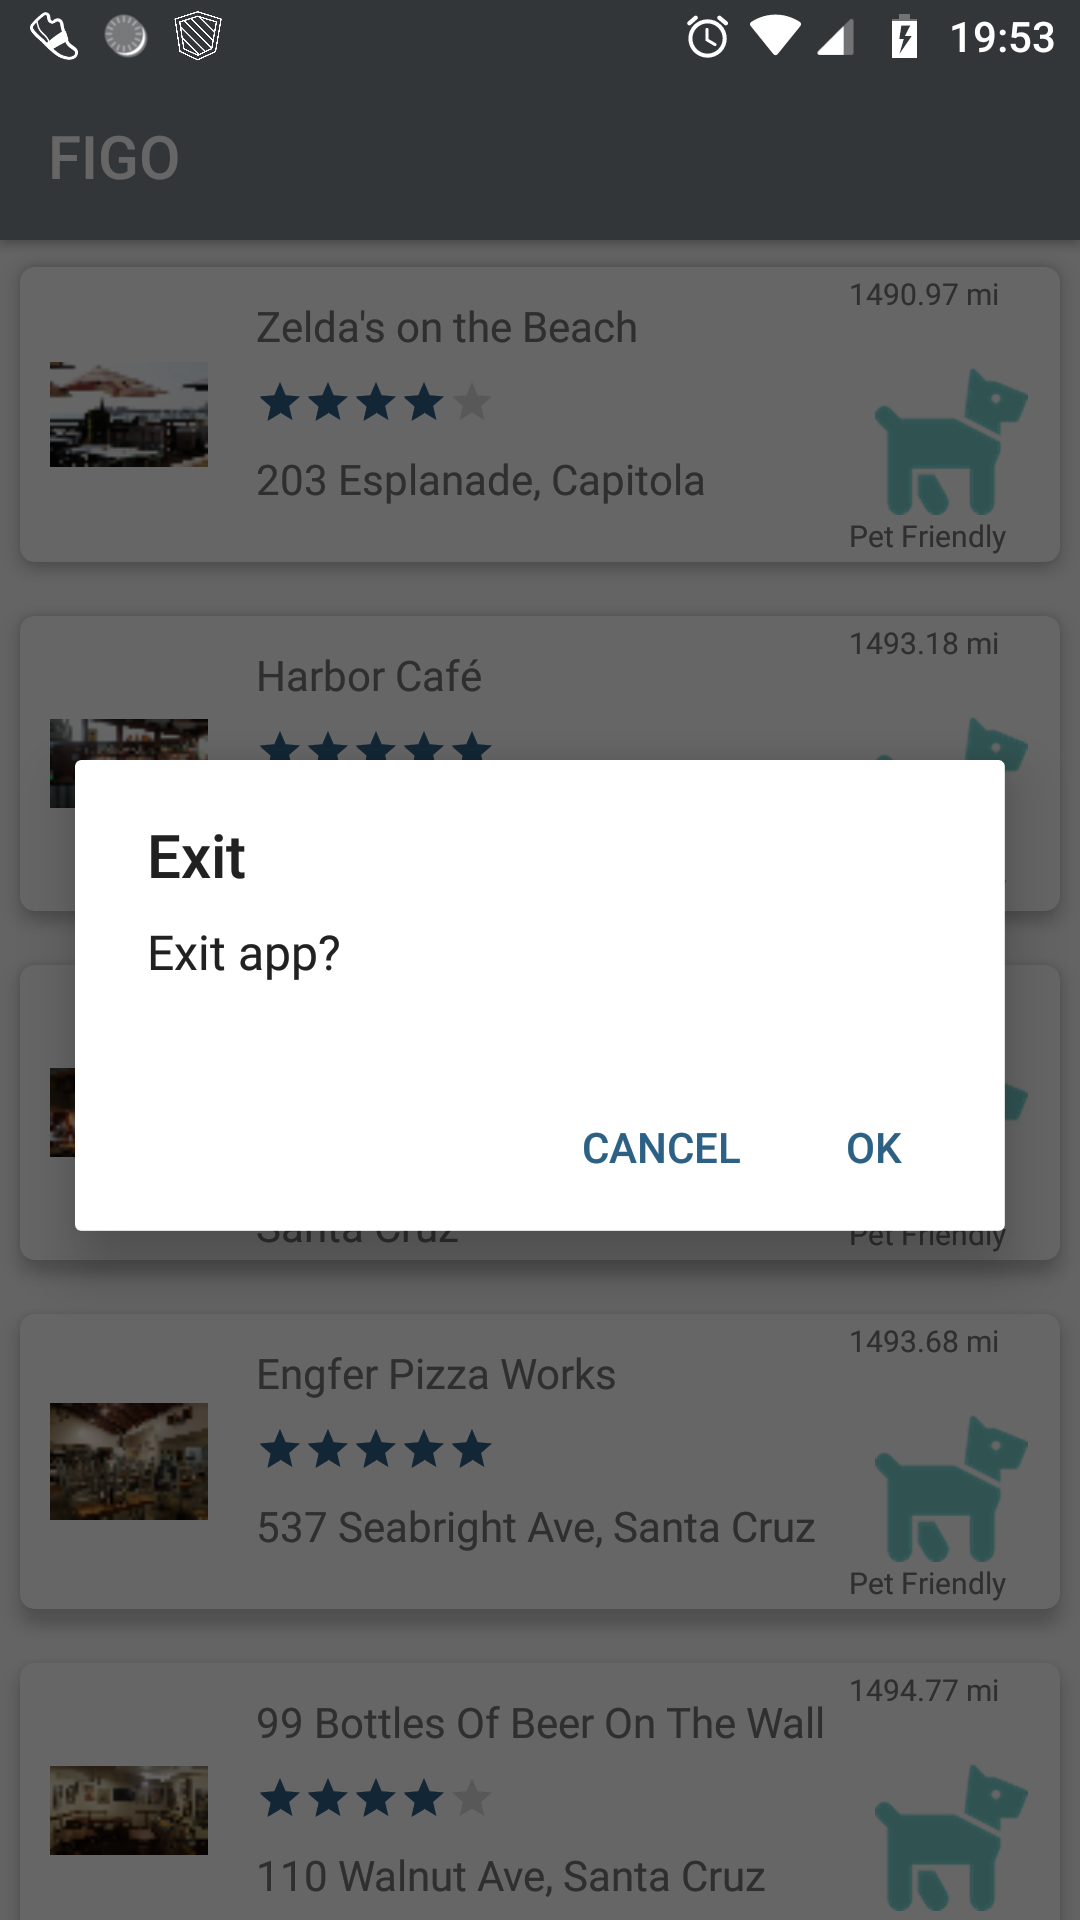 19:53
FIGO
1490.97 mi
Zelda's on the Beach
203 Esplanade, Capitola
Pet Friendly
1493.18 mi
Harbor Café
Exit
Exit app?
CANCEL OK
Santa Cruz
Pet Friendly
1493.68 mi
Engfer Pizza Works
537 Seabright Ave, Santa Cruz
Pet Friendly
1494.77 mi
99 Bottles Of Beer On The Wall
110 Walnut Ave, Santa Cruz